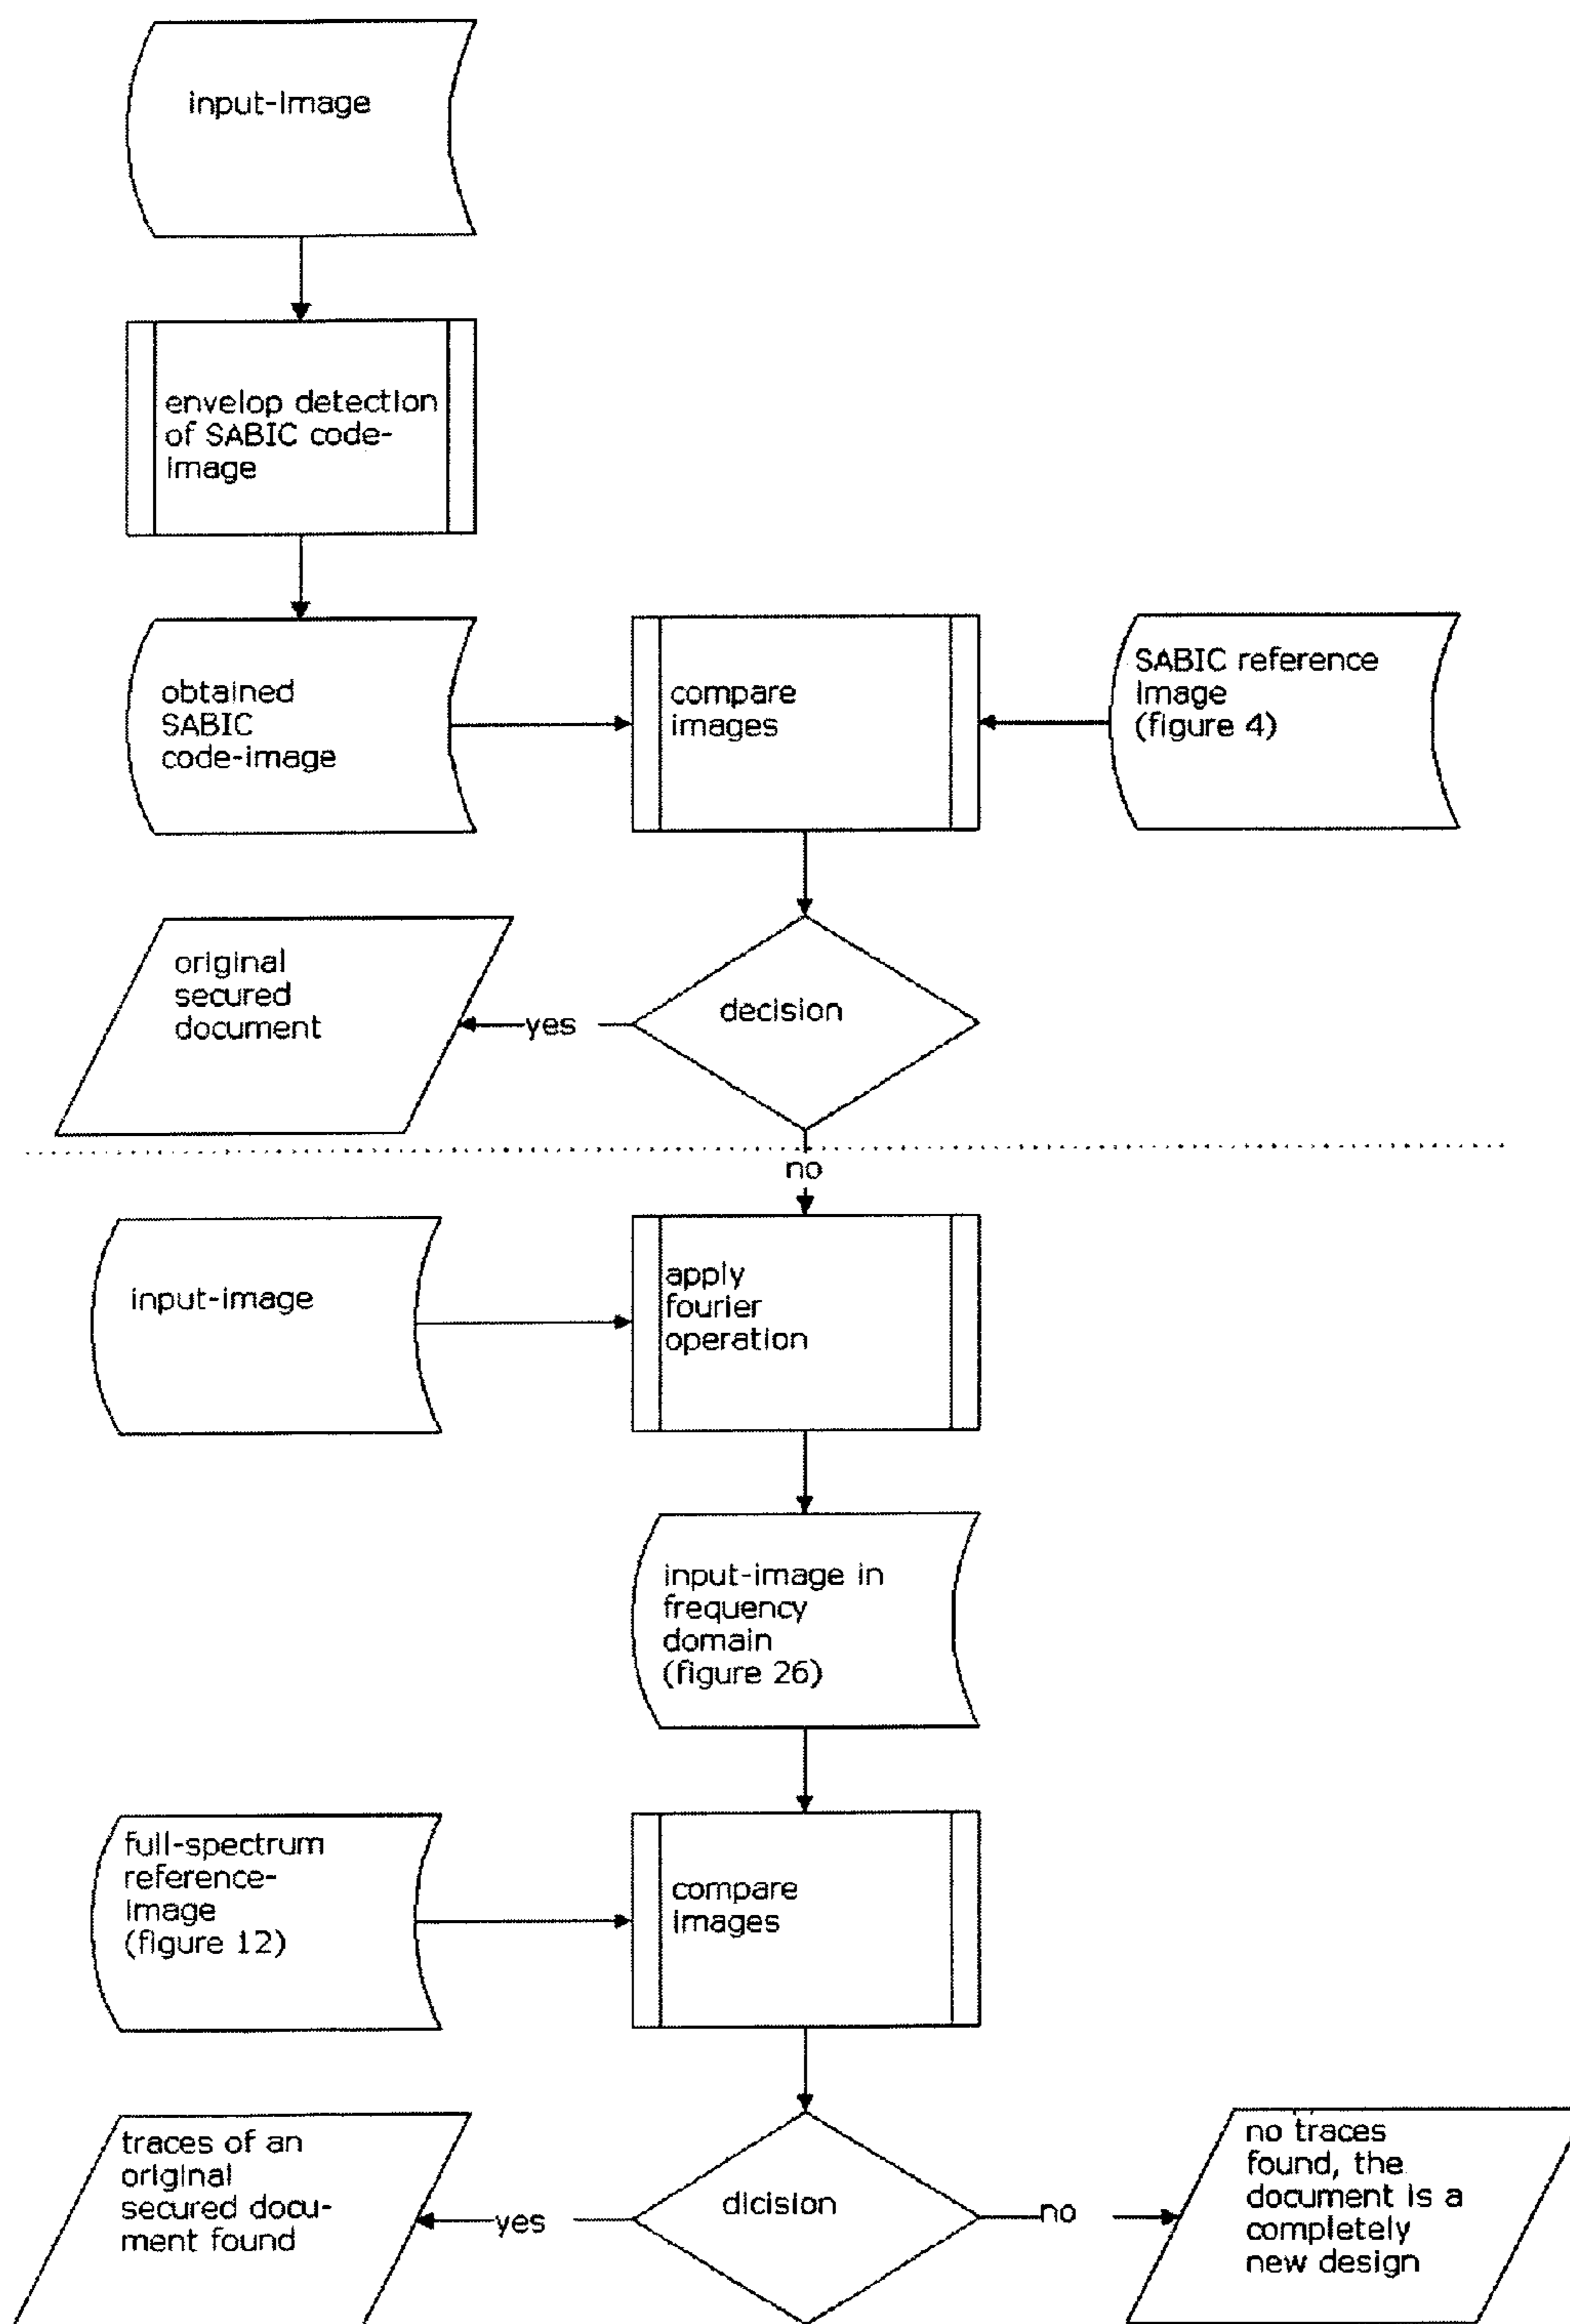 input-image
envelop detection
of SABIC code-
image
obtained
SABIC
code-image
compare
images
SABIC reference
image
(figure 4)
original
secured
document
yes
decision
no
input-image
apply
fourier
operation
input-image in
frequency
domain
(figure 26)
full-spectrum
reference-
image
(figure 12)
compare
images
traces of an
original
secured docu-
ment found
yes
dicision
no
no traces
found, the
document is a
completely
new design